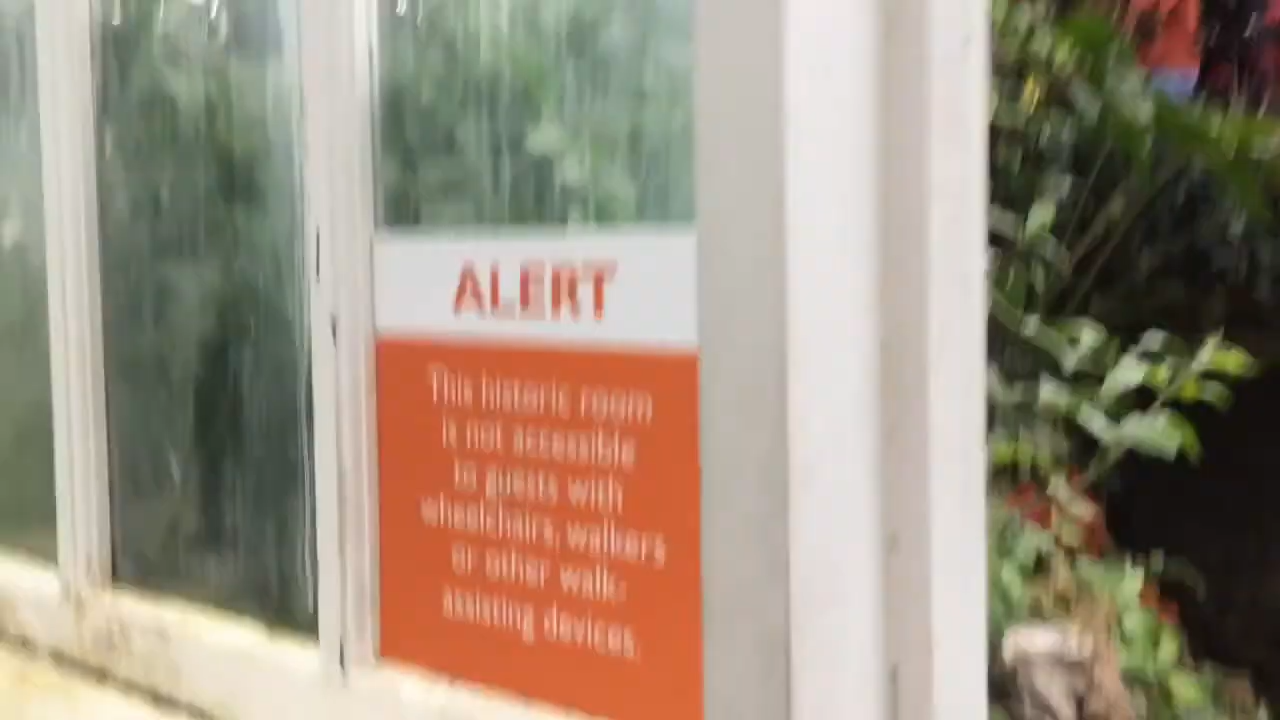 ALERT
This historic room
is not accessible
to guests with
wheelchairs, walkers
or other walk-
assisting devices.